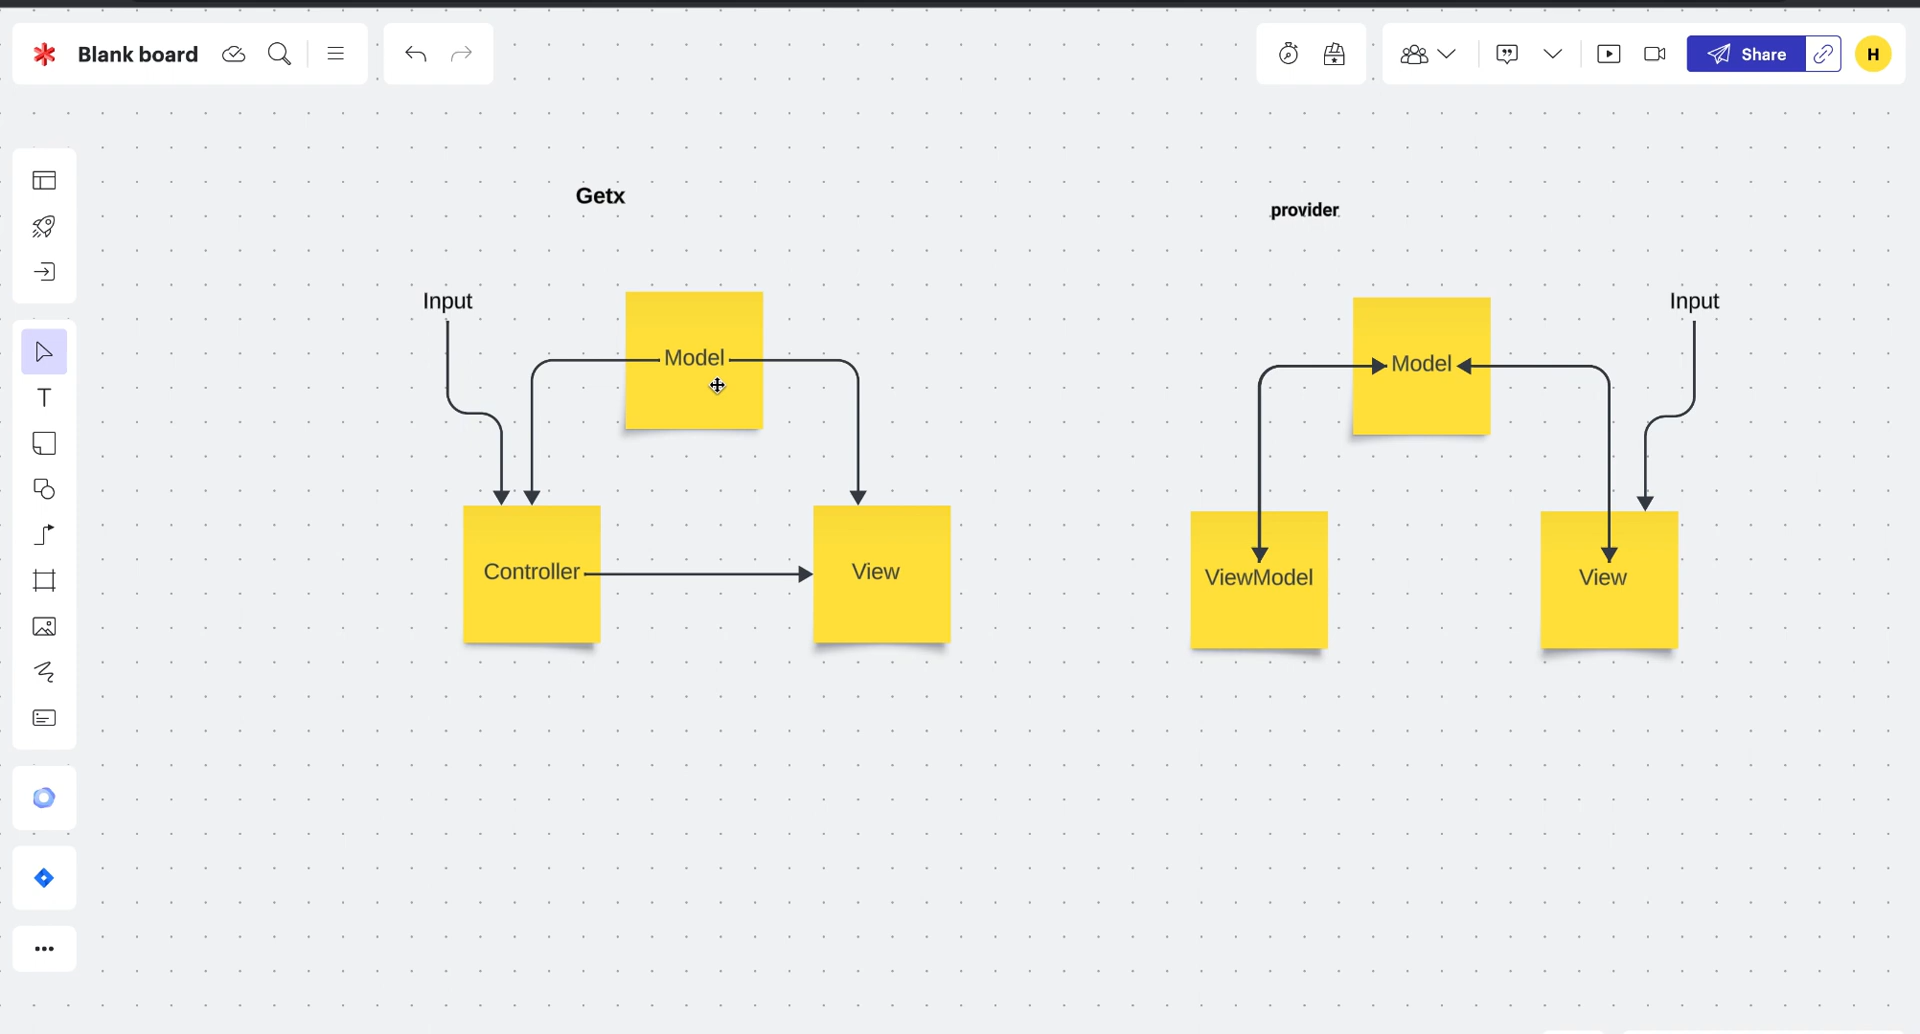 Blank board
Share
H
Getx
provider
Input
Model
Controller
View
Model
Input
ViewModel
View